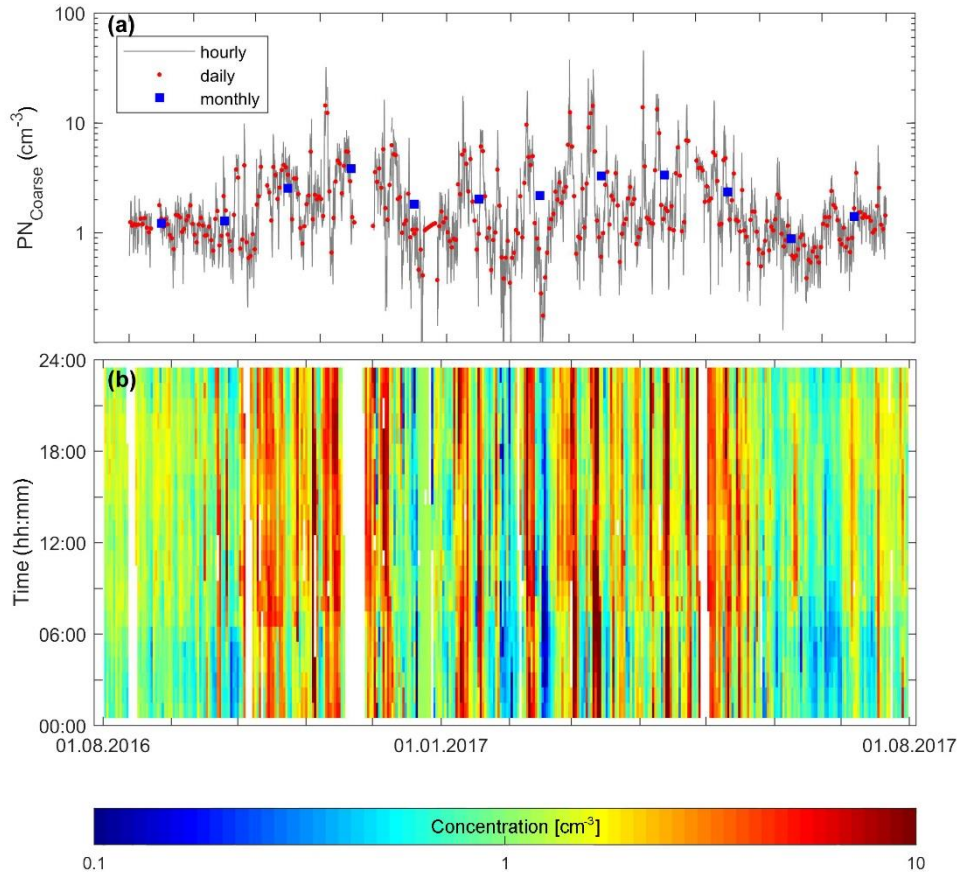 100
(a)
hourly
daily
monthly
10
1
PN_Coarse (cm⁻³)
24:00
(b)
18:00
12:00
06:00
00:00
Time (hh:mm)
01.08.2016
01.01.2017
01.08.2017
Concentration [cm⁻³]
0.1
1
10